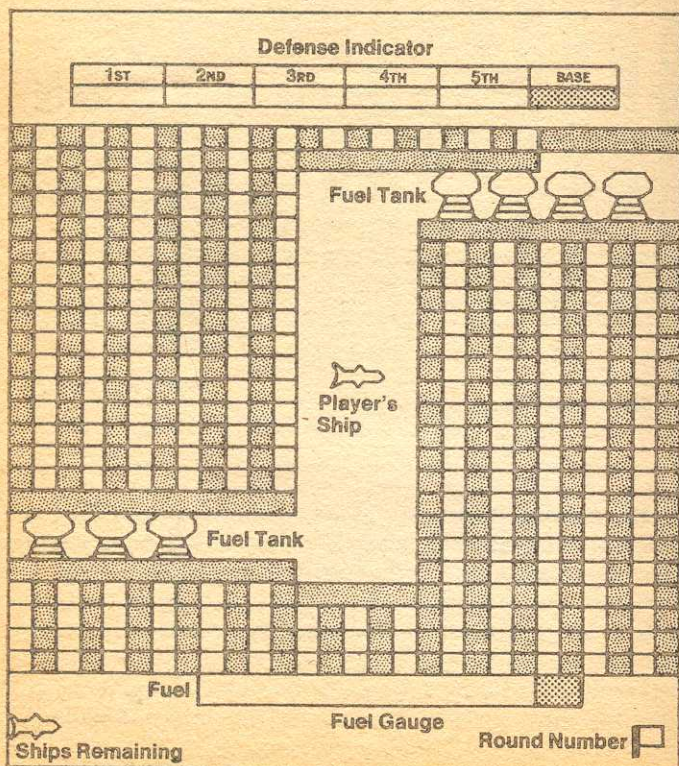 Defense Indicator
1ST 2ND 3RD 4TH 5TH BASE
Fuel Tank
Player's
Ship
Fuel Tank
Fuel
Fuel Gauge
Ships Remaining
Round Number